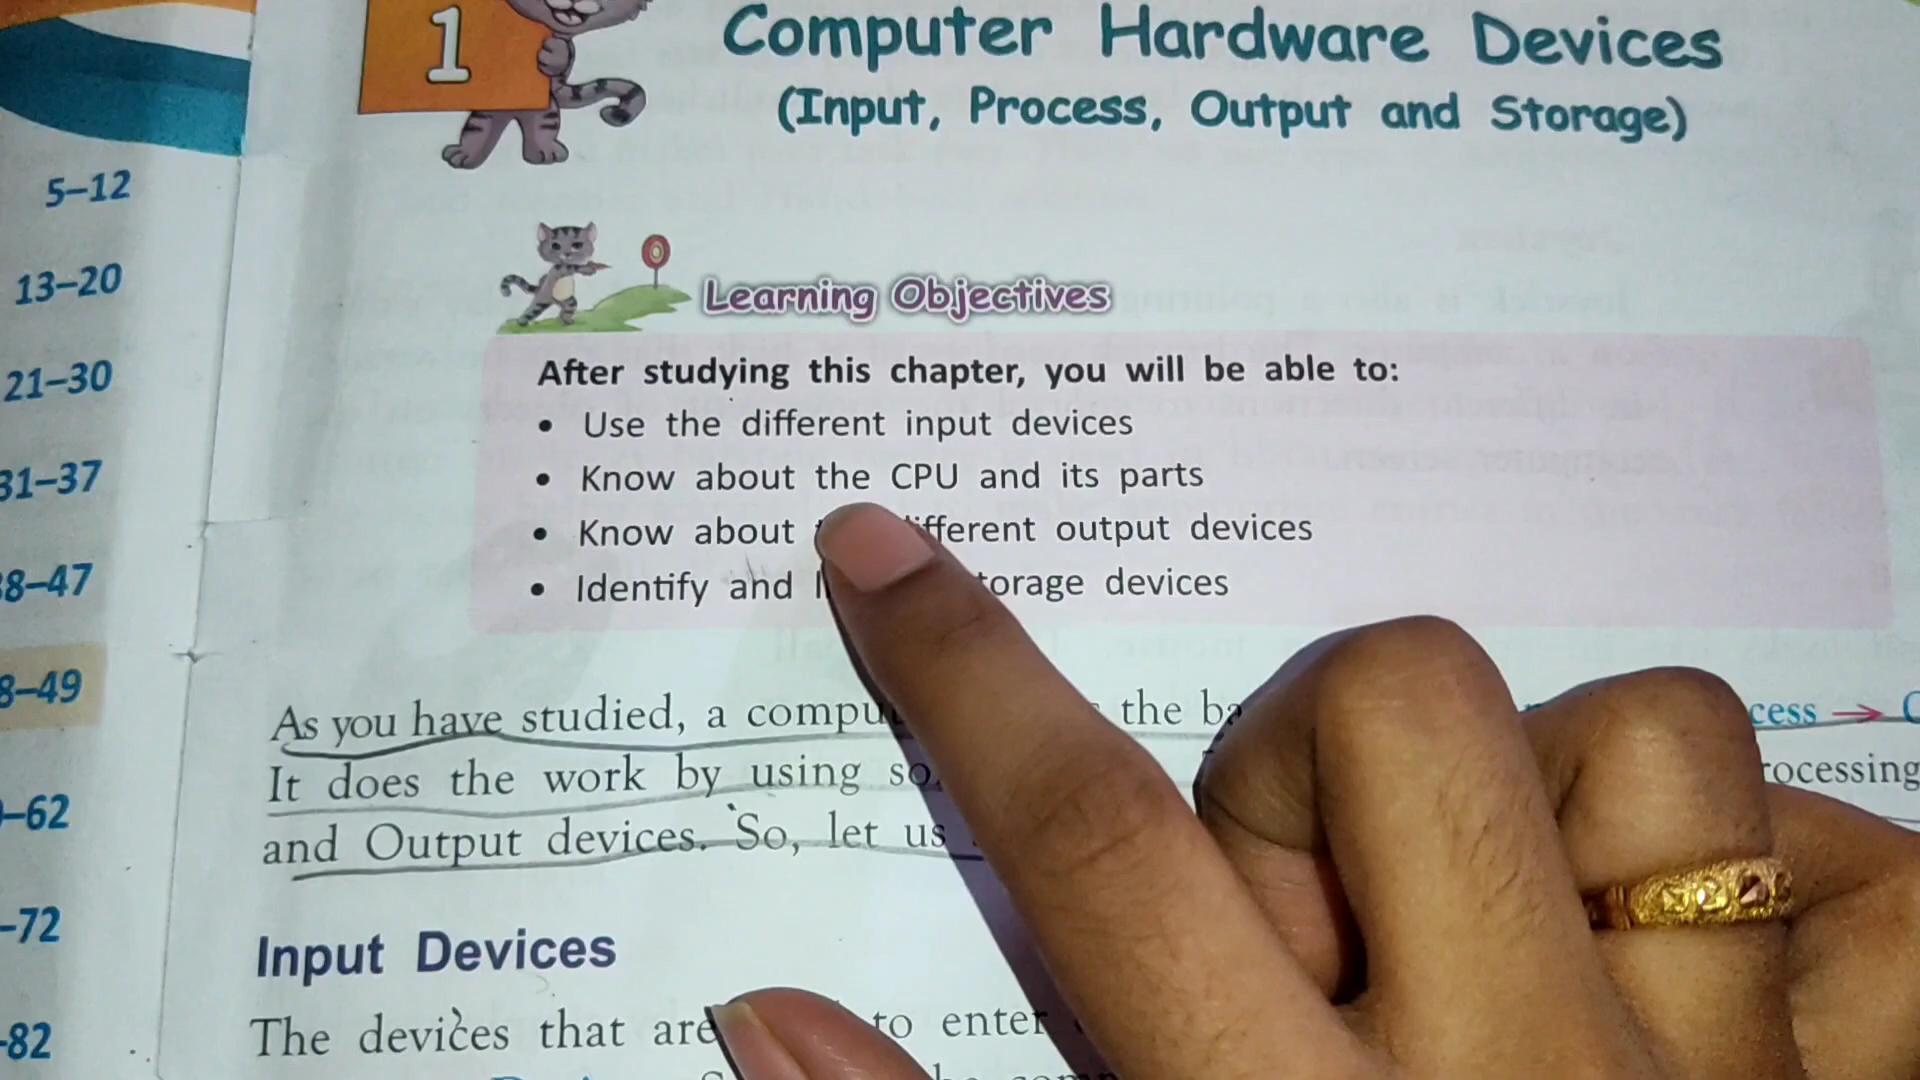 1
Computer Hardware Devices
(Input, Process, Output and Storage)
5–12
13–20
21–30
31–37
8–47
8–49
–62
–72
–82
Learning Objectives
After studying this chapter, you will be able to:
• Use the different input devices
• Know about the CPU and its parts
• Know about different output devices
• Identify and storage devices
As you have studied, a the cess →
It does the work by using rocessing
and Output devices. So, let us
Input Devices
The devices that are to enter